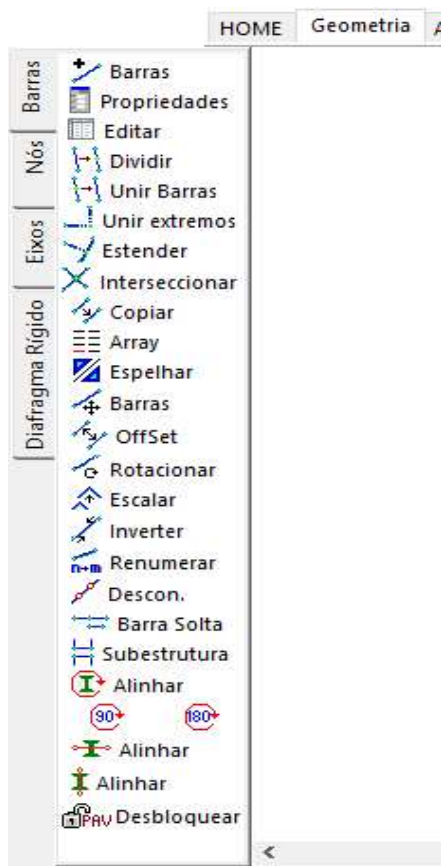 HOME Geometria
Barras
Nós
Eixos
Diafragma Rígido
Barras
Propriedades
Editar
Dividir
Unir Barras
Unir extremos
Estender
Interseccionar
Copiar
Array
Espelhar
Barras
OffSet
Rotacionar
Escalar
Inverter
n→m Renumerar
Descon.
Barra Solta
Subestrutura
I Alinhar
90 180
Alinhar
Alinhar
PAV Desbloquear